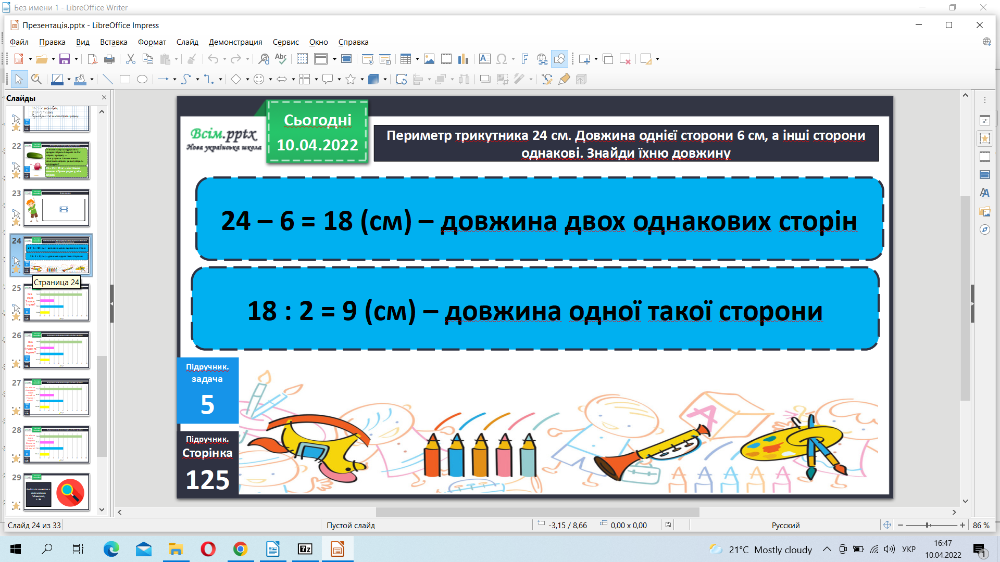 Без имени 1 - LibreOffice Writer
Презентація.pptx - LibreOffice Impress
Файл Правка Вид Вставка Формат Слайд Демонстрация Сервис Окно Справка
Слайды
22
23
24
Страница 24
25
Яка
маса
26
Яка
маса
27
28
29
Сьогодні
10.04.2022
Всім.pptx
Нова українська школа
Периметр трикутника 24 см. Довжина однієї сторони 6 см, а інші сторони
однакові. Знайди їхню довжину
24 – 6 = 18 (см) – довжина двох однакових сторін
18 : 2 = 9 (см) – довжина одної такої сторони
Підручник.
задача
5
Підручник.
Сторінка
125
Слайд 24 из 33
Пустой слайд
-3,15 / 8,66
0,00 x 0,00
Русский
86 %
21°C Mostly cloudy
УКР
16:47
10.04.2022
1